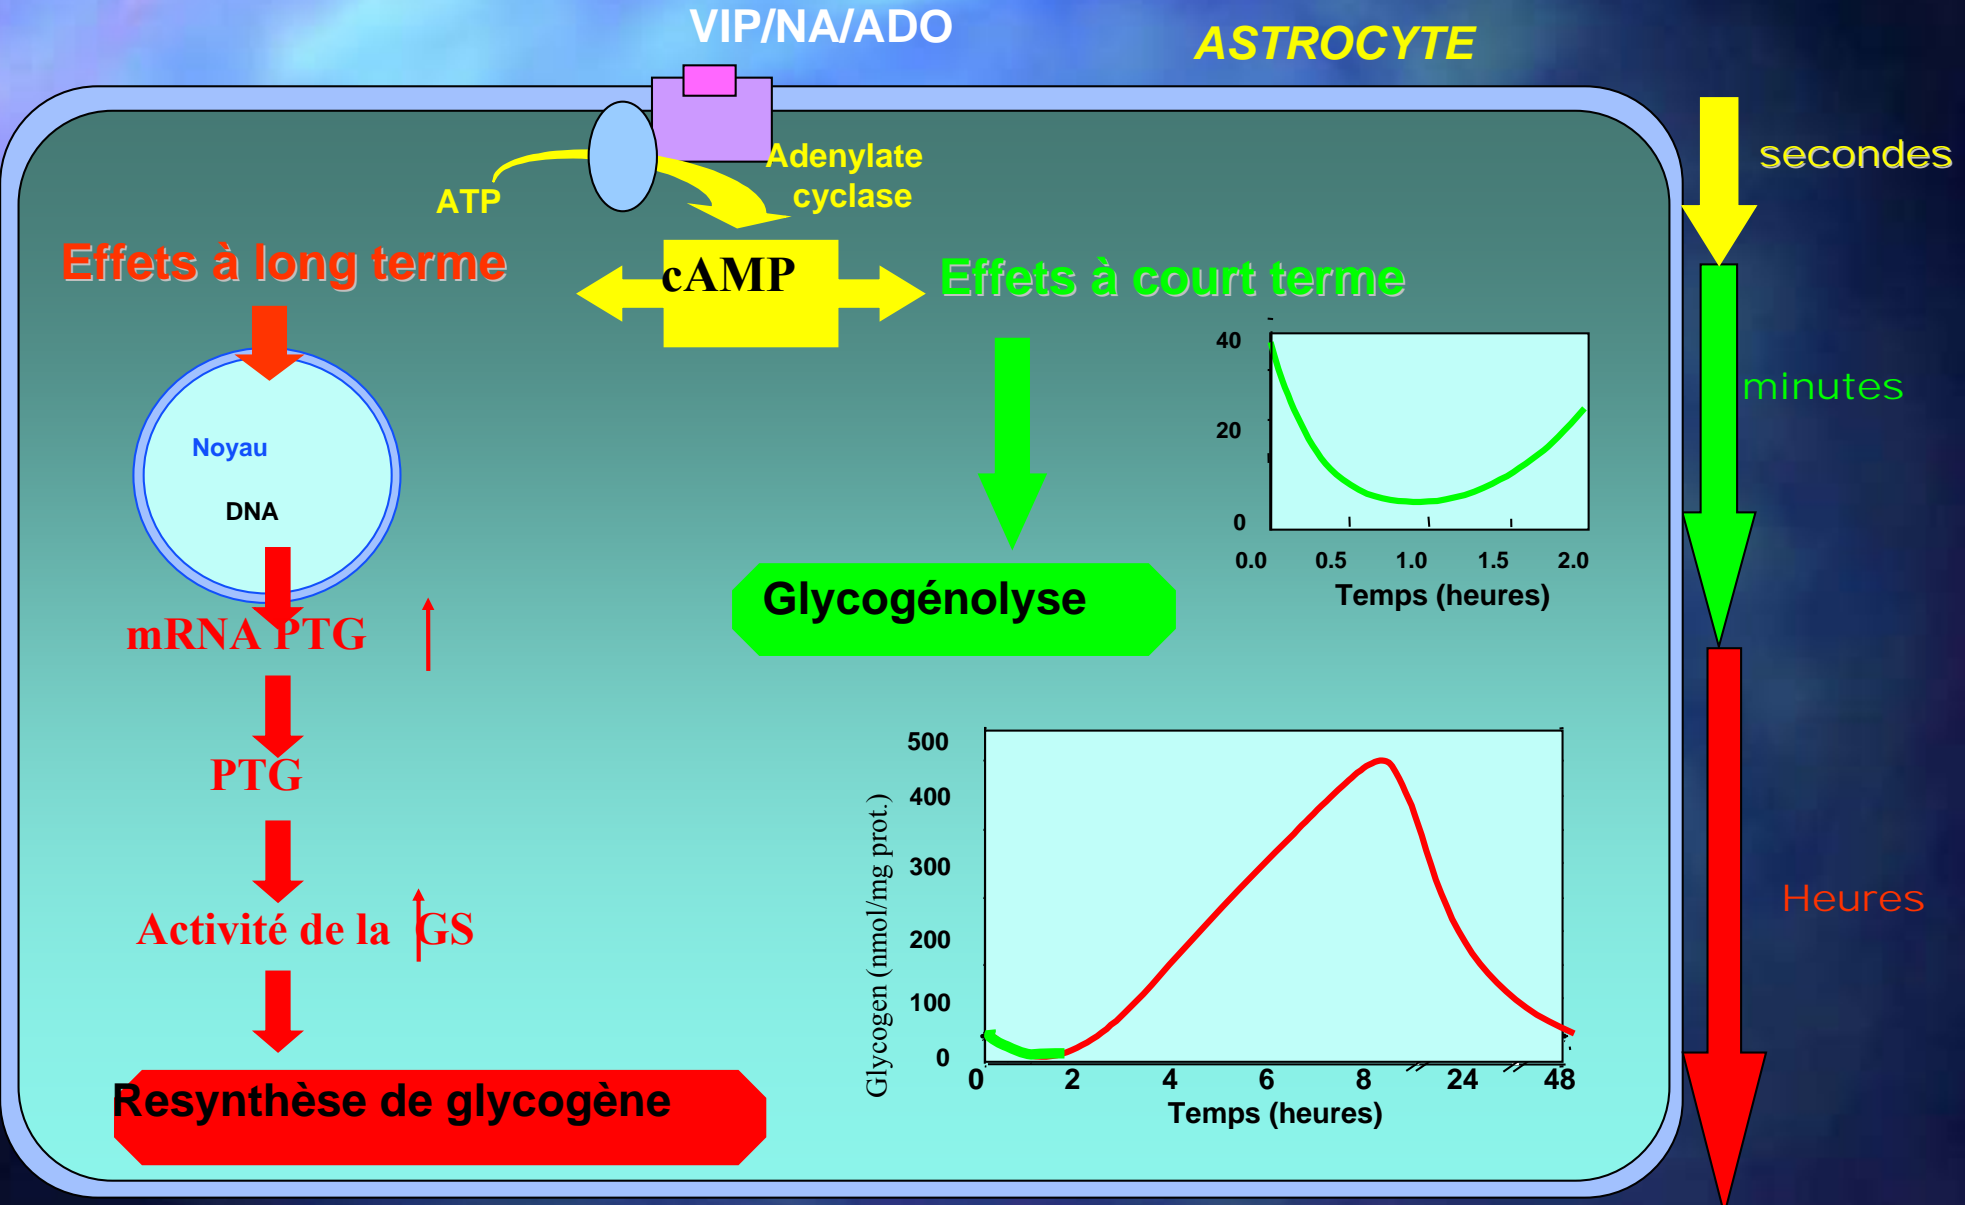 VIP/NA/ADO
ASTROCYTE
secondes
Adenylate
cyclase
ATP
Effets à long terme
cAMP
Effets à court terme
40
20
0
0.0 0.5 1.0 1.5 2.0
Temps (heures)
minutes
Noyau
DNA
Glycogénolyse
mRNA PTG
PTG
Activité de la GS
Resynthèse de glycogène
Glycogen (nmol/mg prot.)
500
400
300
200
100
0
0 2 4 6 8 24 48
Temps (heures)
Heures